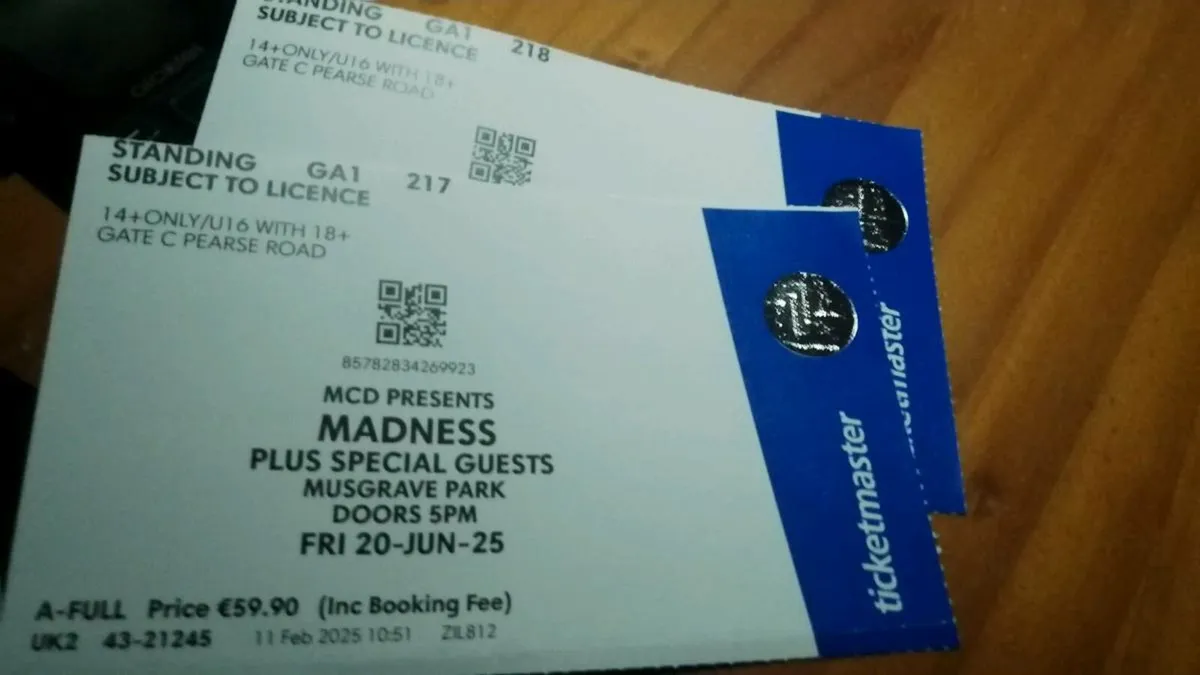 STANDING GA1 218
SUBJECT TO LICENCE
14+ONLY/U16 WITH 18+
GATE C PEARSE ROAD
STANDING GA1 217
SUBJECT TO LICENCE
14+ONLY/U16 WITH 18+
GATE C PEARSE ROAD
85782834269923
MCD PRESENTS
MADNESS
PLUS SPECIAL GUESTS
MUSGRAVE PARK
DOORS 5PM
FRI 20-JUN-25
A-FULL Price €59.90 (Inc Booking Fee)
UK2 43-21245 11 Feb 2025 10:51 ZIL812
ticketmaster
ticketmaster